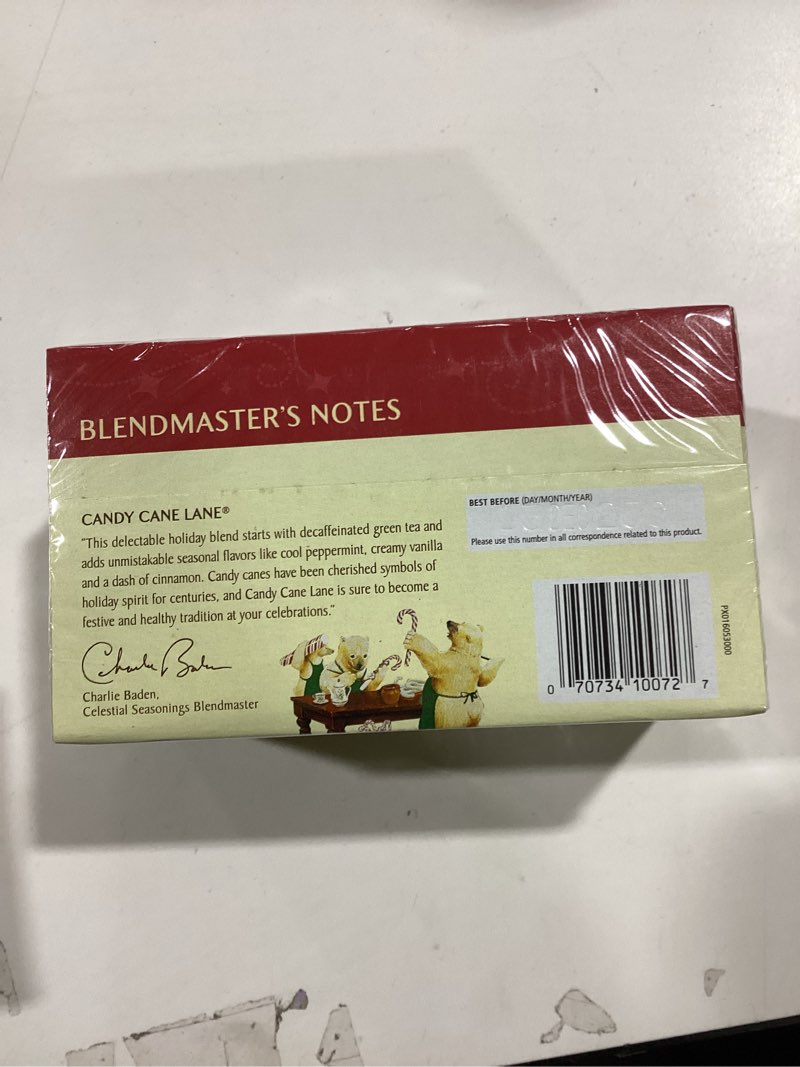 BLENDMASTER'S NOTES
CANDY CANE LANE®
"This delectable holiday blend starts with decaffeinated green tea and
adds unmistakable seasonal flavors like cool peppermint, creamy vanilla
and a dash of cinnamon. Candy canes have been cherished symbols of
holiday spirit for centuries, and Candy Cane Lane is sure to become a
festive and healthy tradition at your celebrations."
Charlie Baden
Charlie Baden,
Celestial Seasonings Blendmaster
BEST BEFORE (DAY/MONTH/YEAR)
Please use this number in all correspondence related to this product.
0 70734 10072 7
PX016053000